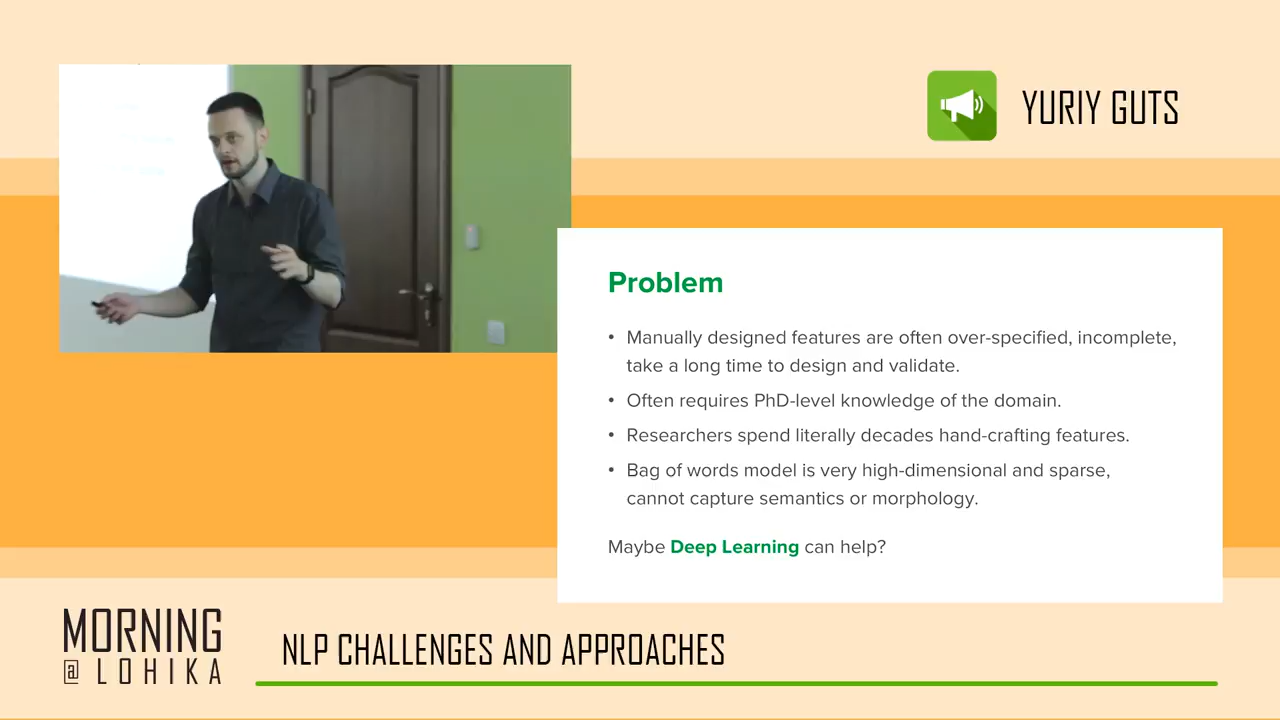 YURIY GUTS
Problem
• Manually designed features are often over-specified, incomplete,
take a long time to design and validate.
• Often requires PhD-level knowledge of the domain.
• Researchers spend literally decades hand-crafting features.
• Bag of words model is very high-dimensional and sparse,
cannot capture semantics or morphology.
Maybe Deep Learning can help?
MORNING
@ LOHIKA
NLP CHALLENGES AND APPROACHES